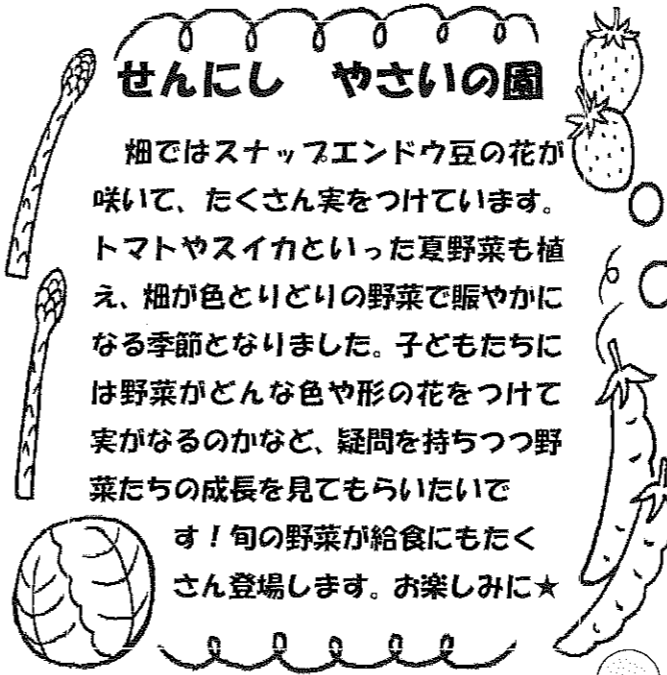 せんにし　やさいの園
畑ではスナップエンドウ豆の花が
咲いて、たくさん実をつけています。
トマトやスイカといった夏野菜も植
え、畑が色とりどりの野菜で賑やかに
なる季節となりました。子どもたちに
は野菜がどんな色や形の花をつけて
実がなるのかなど、疑問を持ちつつ野
菜たちの成長を見てもらいたいで
す！旬の野菜が給食にもたく
さん登場します。お楽しみに★